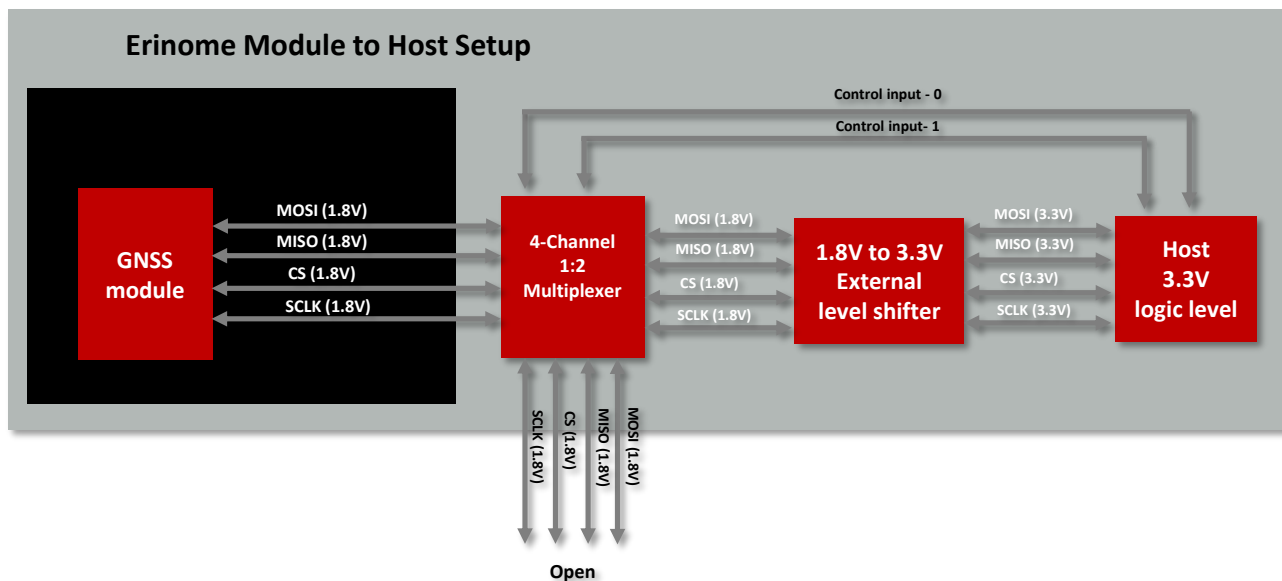 Erinome Module to Host Setup
Control input - 0
Control input- 1
GNSS
module
MOSI (1.8V)
MISO (1.8V)
CS (1.8V)
SCLK (1.8V)
4-Channel
1:2
Multiplexer
MOSI (1.8V)
MISO (1.8V)
CS (1.8V)
SCLK (1.8V)
1.8V to 3.3V
External
level shifter
MOSI (3.3V)
MISO (3.3V)
CS (3.3V)
SCLK (3.3V)
Host
3.3V
logic level
SCLK (1.8V)
CS (1.8V)
MISO (1.8V)
MOSI (1.8V)
Open